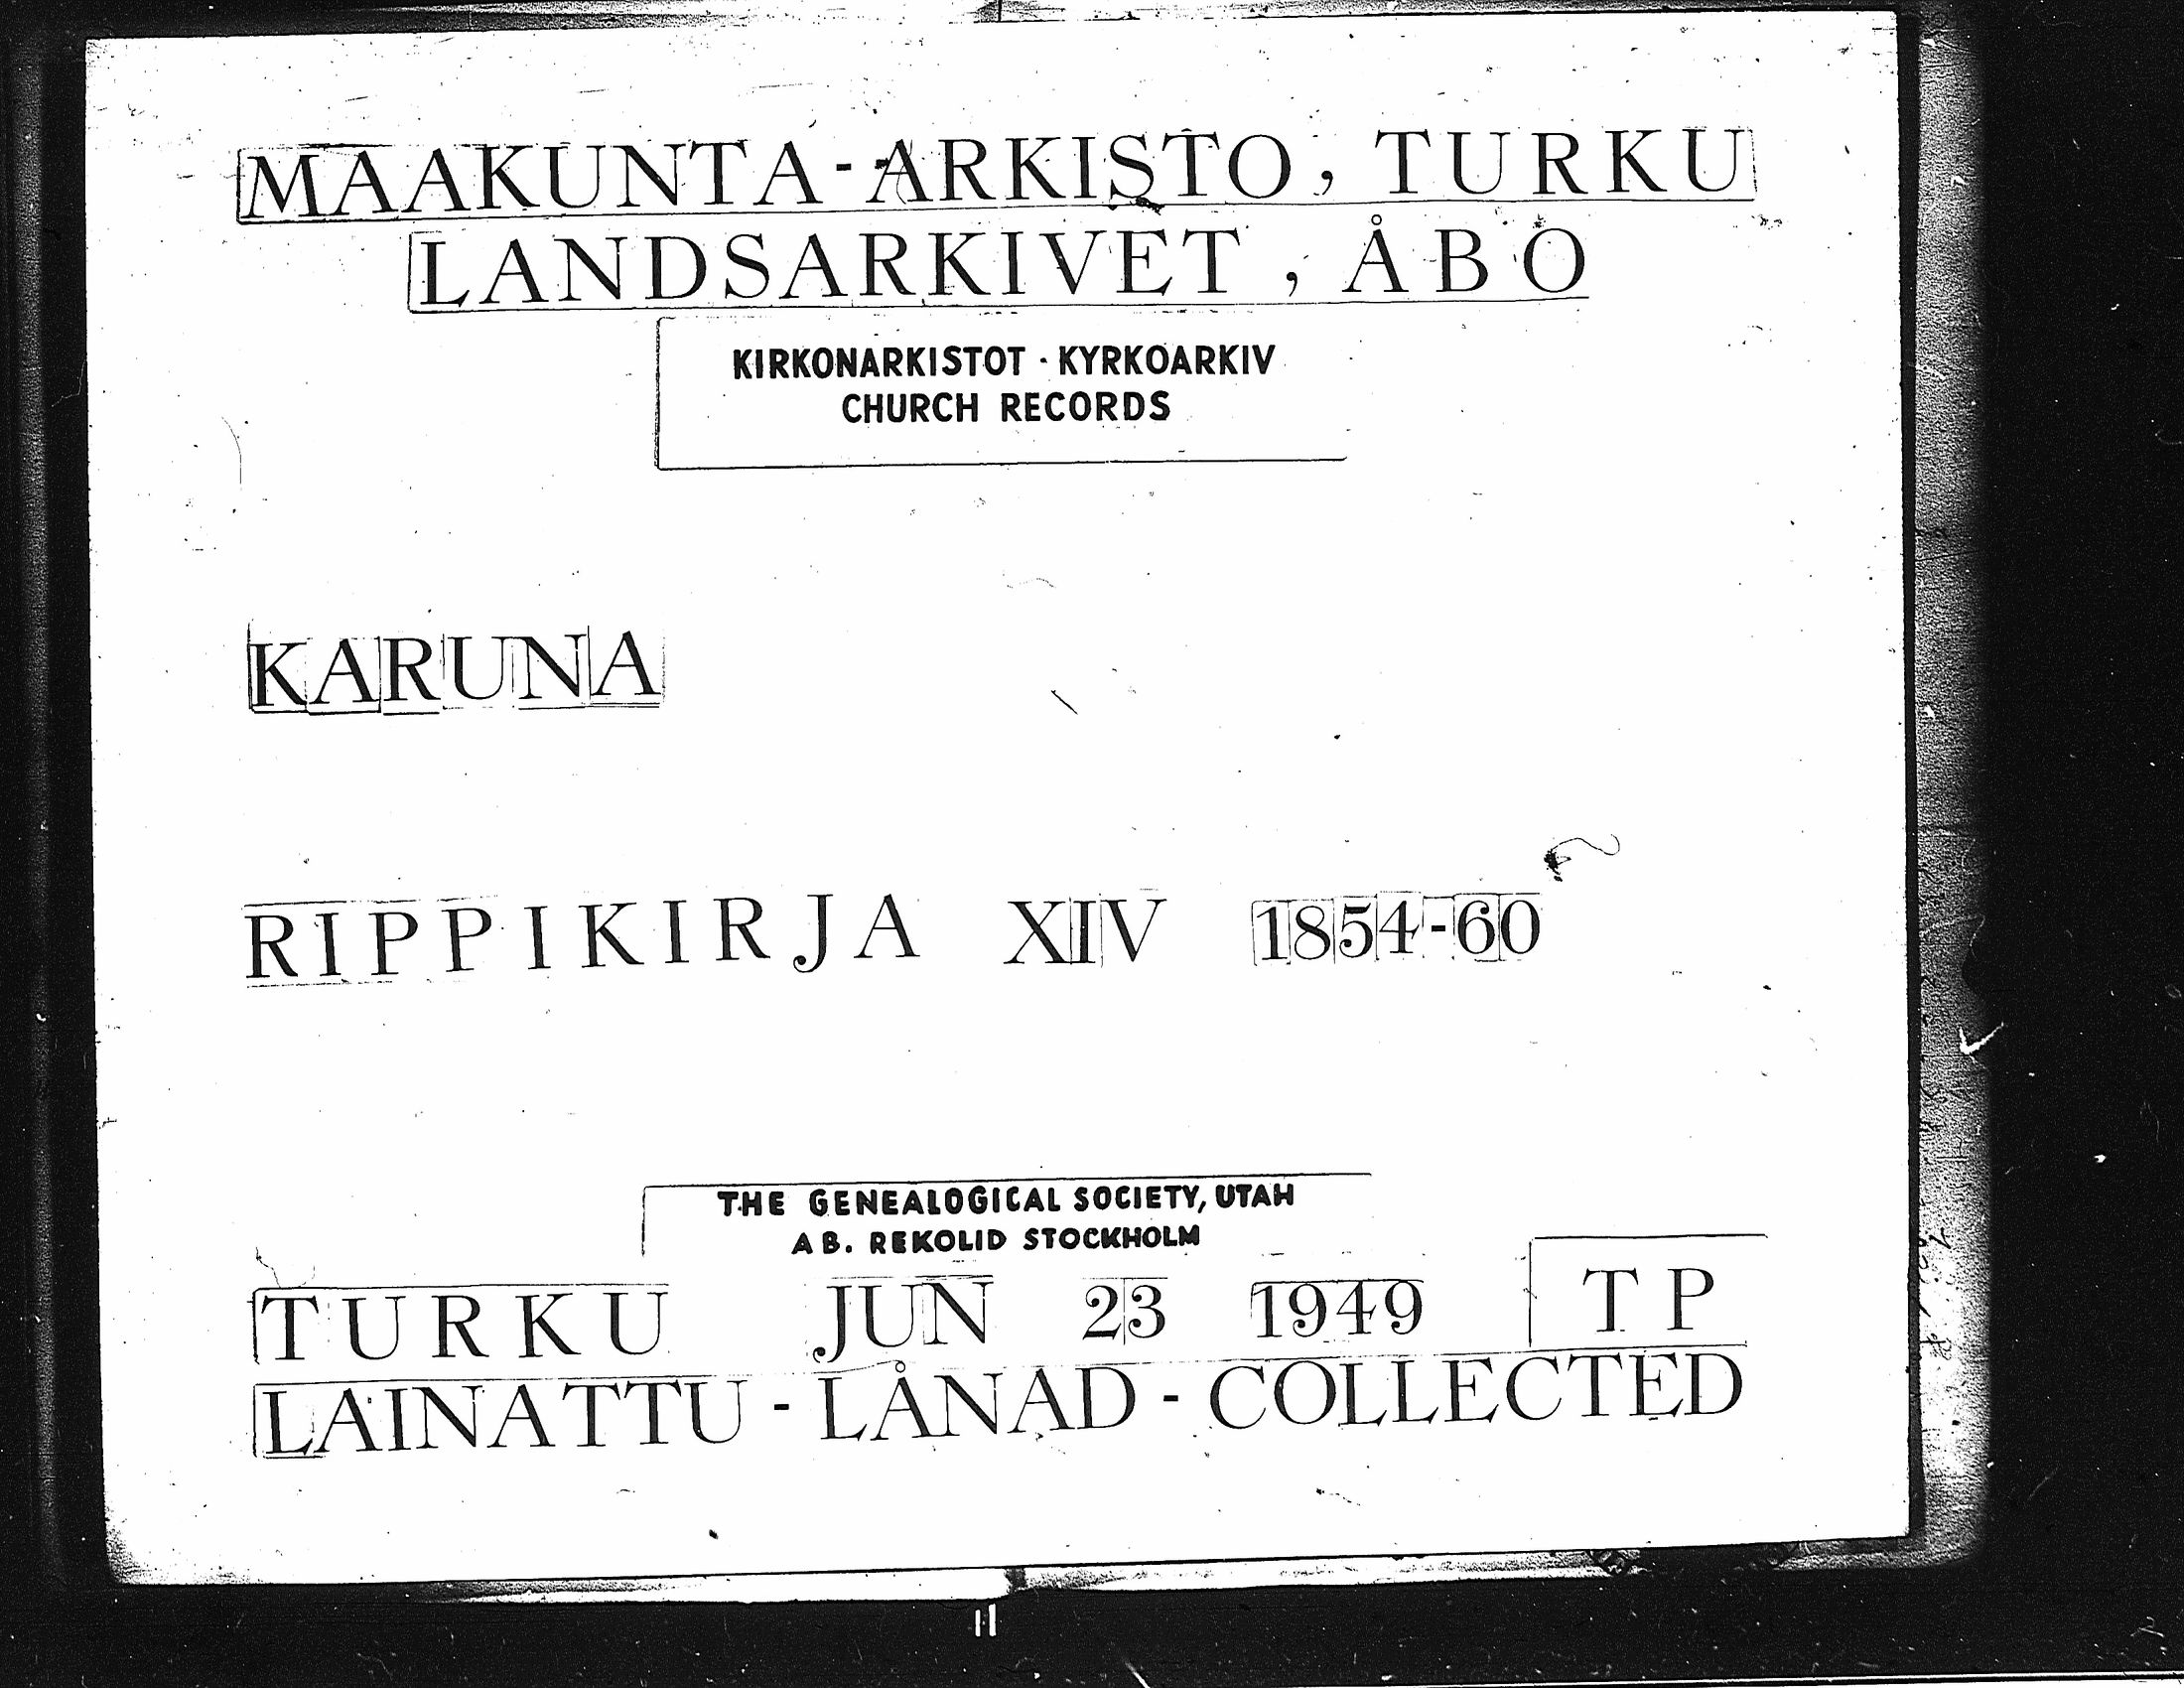 MAAKUNTA-ARKISTO, TURKU
LANDSARKIVET, ÅBO
KIRKONARKISTOT - KYRKOARKIV
CHURCH RECORDS
KARUNA
RIPPIKIRJA XIV 1854-60
THE GENEALOGICAL SOCIETY, UTAH
AB. REKOLID STOCKHOLM
TURKU JUN 23 1949 TP
LAINATTU - LÅNAD - COLLECTED